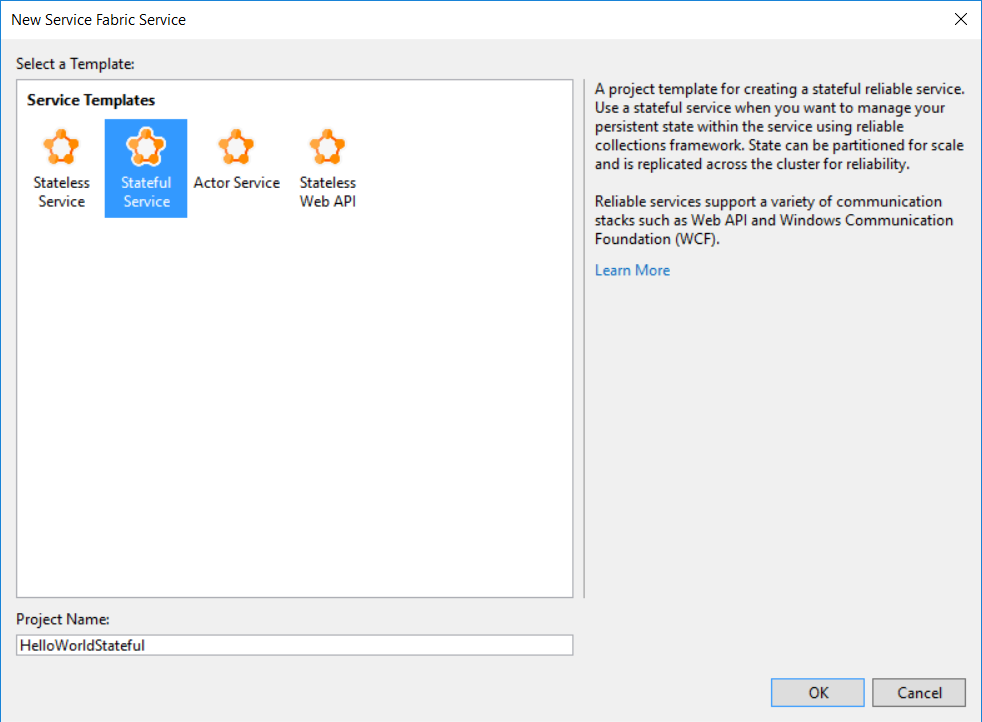 New Service Fabric Service
Select a Template:
Service Templates
Stateless
Service
Stateful
Service
Actor Service
Stateless
Web API
A project template for creating a stateful reliable service.
Use a stateful service when you want to manage your
persistent state within the service using reliable
collections framework. State can be partitioned for scale
and is replicated across the cluster for reliability.
Reliable services support a variety of communication
stacks such as Web API and Windows Communication
Foundation (WCF).
Learn More
Project Name:
HelloWorldStateful
OK
Cancel